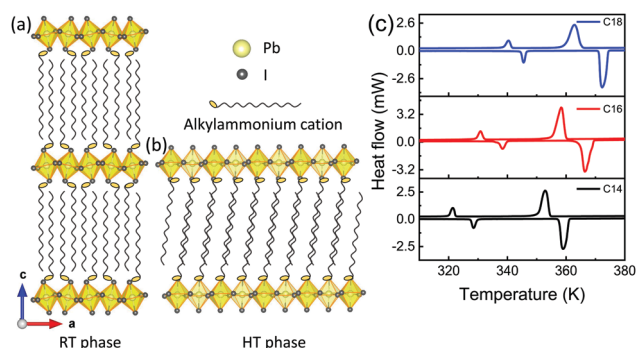 (a)
Pb
I
Alkylammonium cation
(b)
c
a
RT phase
HT phase
(c)
Heat flow (mW)
2.6
0.0
-2.6
C18
3.2
0.0
-3.2
C16
2.5
0.0
-2.5
C14
320 340 360 380
Temperature (K)